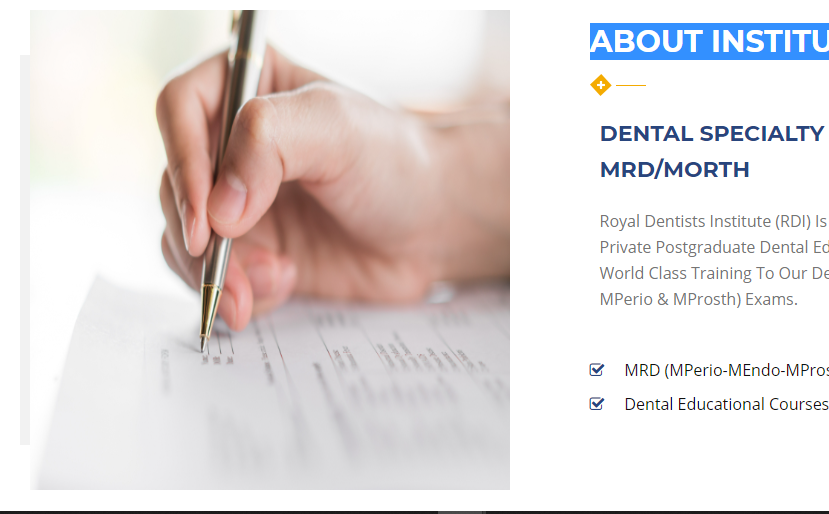 ABOUT INSTITU
DENTAL SPECIALTY
MRD/MORTH
Royal Dentists Institute (RDI) Is
Private Postgraduate Dental Ed
World Class Training To Our De
MPerio & MProsth) Exams.
MRD (MPerio-MEndo-MPros
Dental Educational Courses